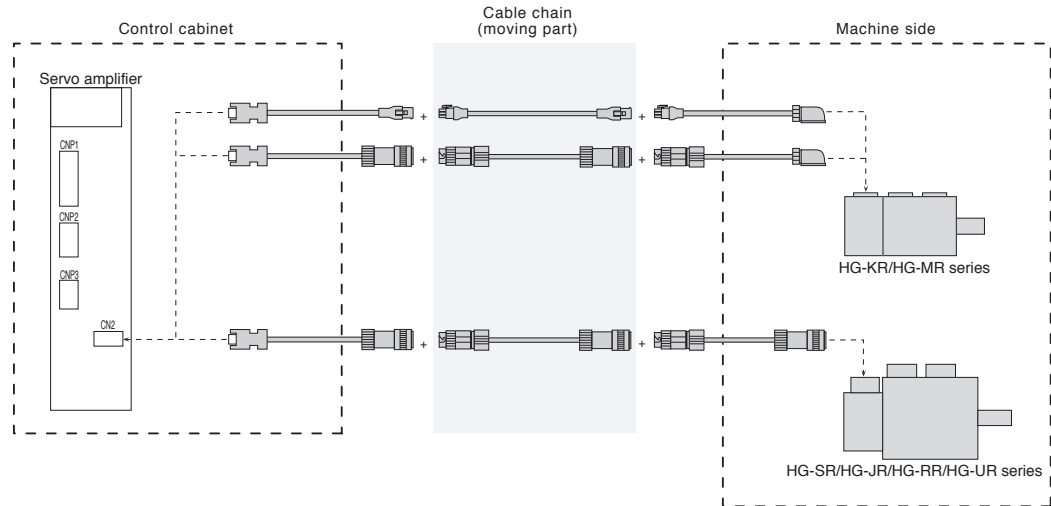 Control cabinet
Cable chain
(moving part)
Machine side
Servo amplifier
CNP1
CNP2
CNP3
CN2
+
+
+
+
HG-KR/HG-MR series
+
+
HG-SR/HG-JR/HG-RR/HG-UR series